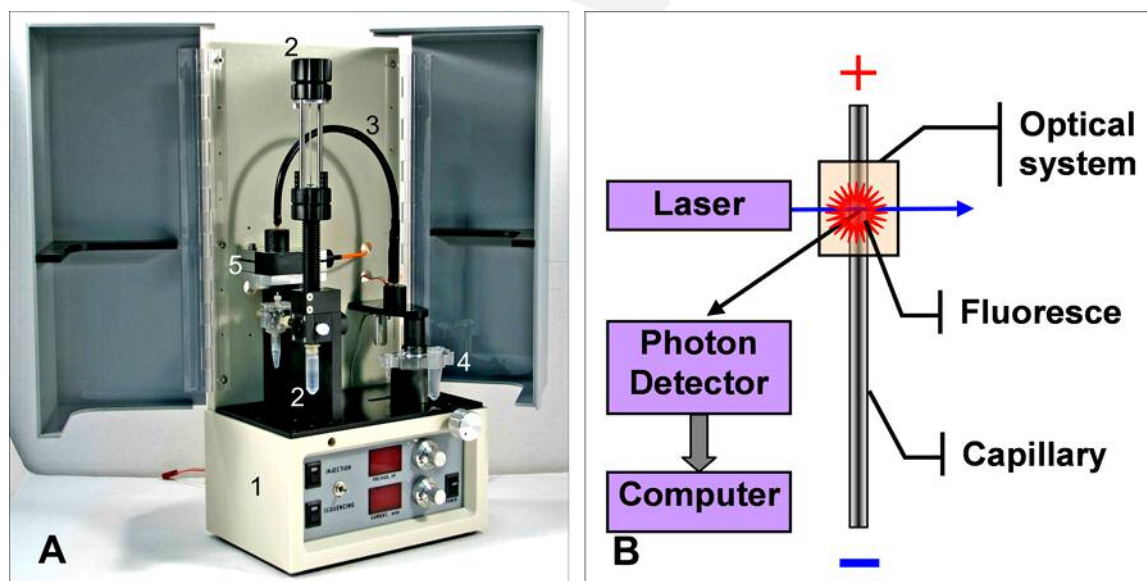 2
3
5
4
2
1
INJECTION
SEQUENCING
A
+
Optical
system
Laser
Fluoresce
Photon
Detector
Capillary
Computer
B